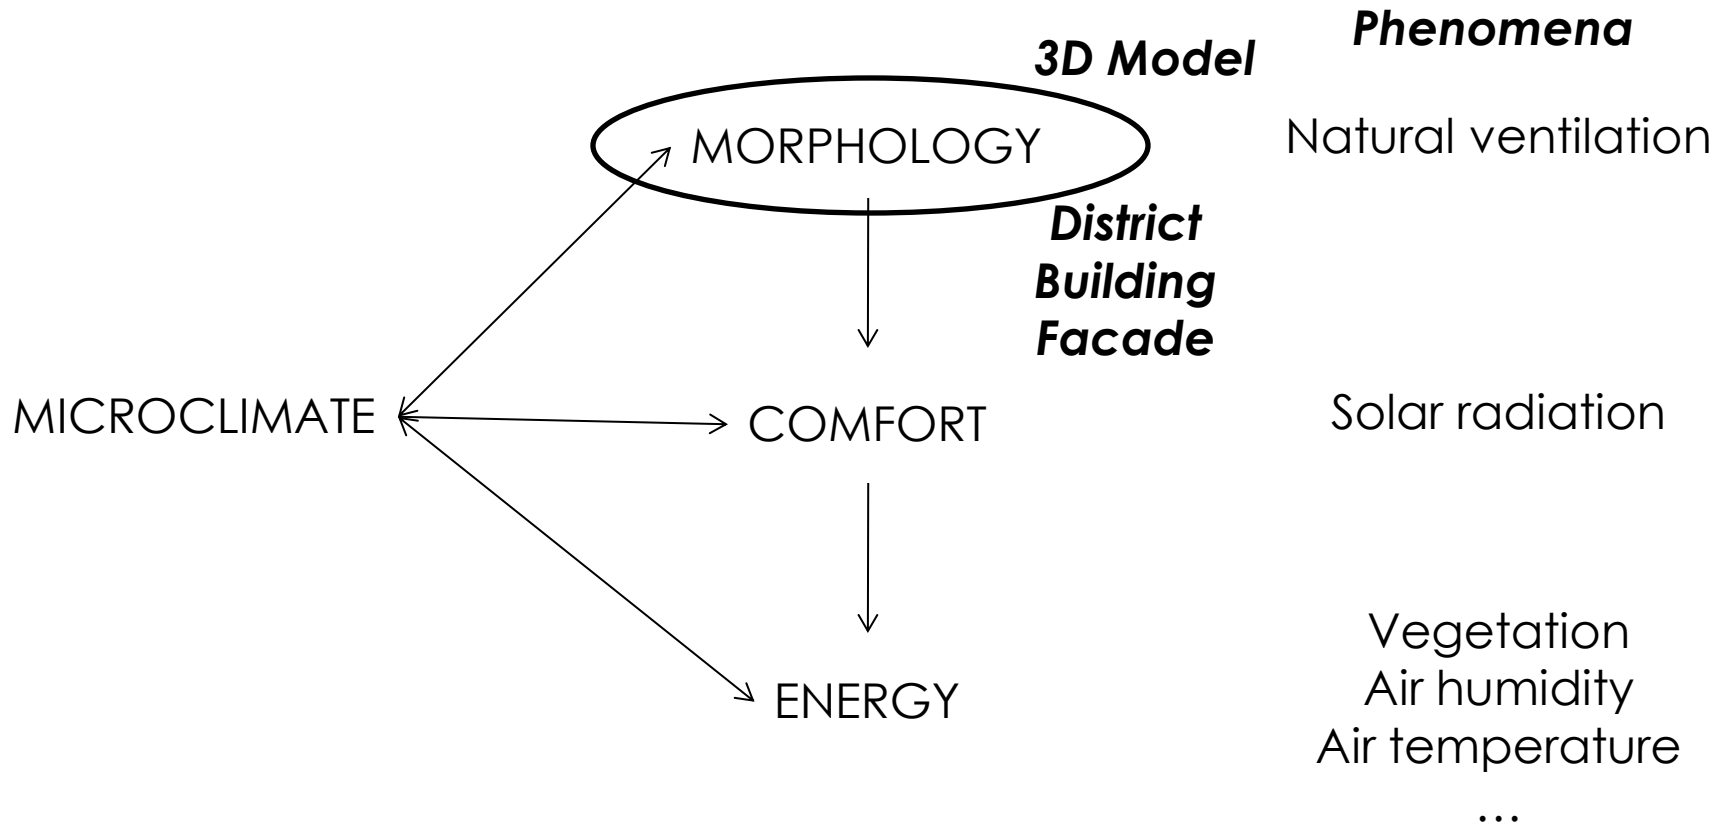 Phenomena
3D Model
MORPHOLOGY
Natural ventilation
District
Building
Facade
MICROCLIMATE
COMFORT
Solar radiation
Vegetation
ENERGY
Air humidity
Air temperature
…